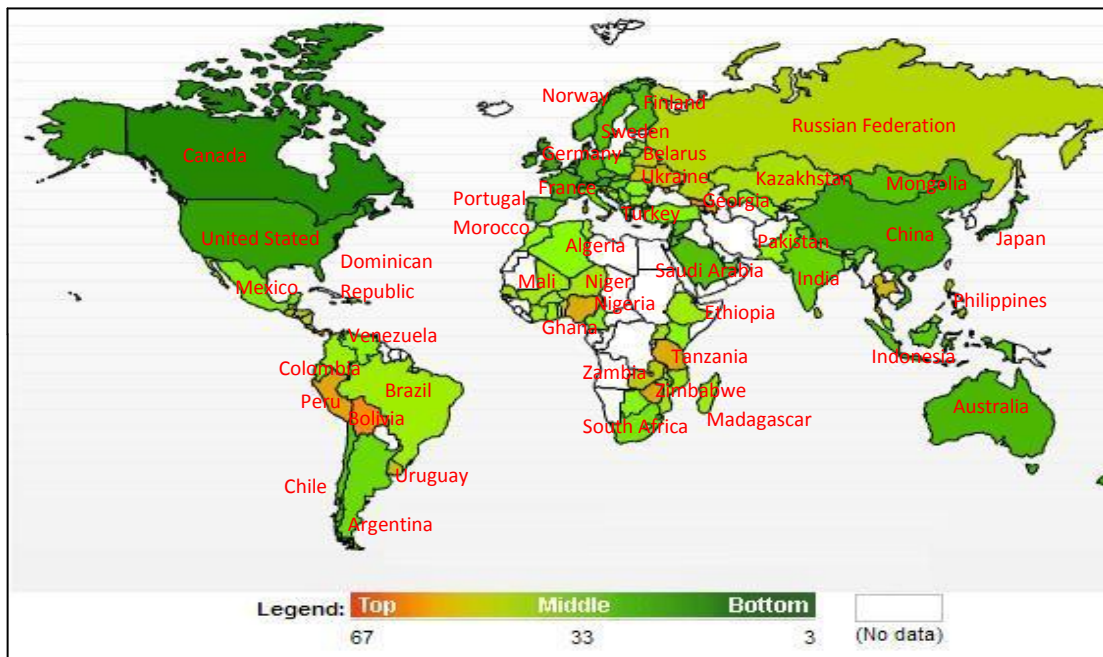 Norway
Finland
Sweden
Russian Federation
Canada
Germany
Belarus
Ukraine
Kazakhstan
Mongolia
Portugal
France
Georgia
Morocco
Turkey
United Stated
Algeria
Pakistan
China
Japan
Dominican
Republic
Mexico
Mali
Niger
Saudi Arabia
India
Nigeria
Ethiopia
Philippines
Ghana
Venezuela
Colombia
Tanzania
Indonesia
Zambia
Brazil
Peru
Zimbabwe
Bolivia
Madagascar
Australia
South Africa
Uruguay
Chile
Argentina
Legend: Top Middle Bottom
67 33 3 (No data)